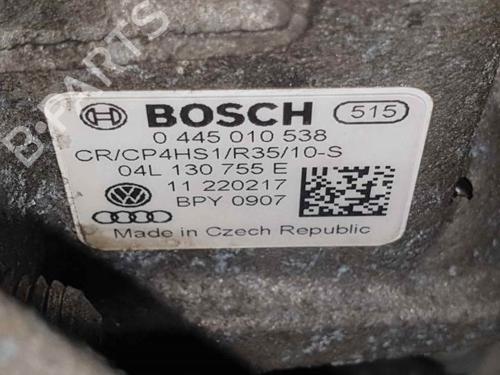 BOSCH 515
0 445 010 538
CR/CP4HS1/R35/10-S
04L 130 755 E
11 220217
BPY 0907
Made in Czech Republic
B-PARTS